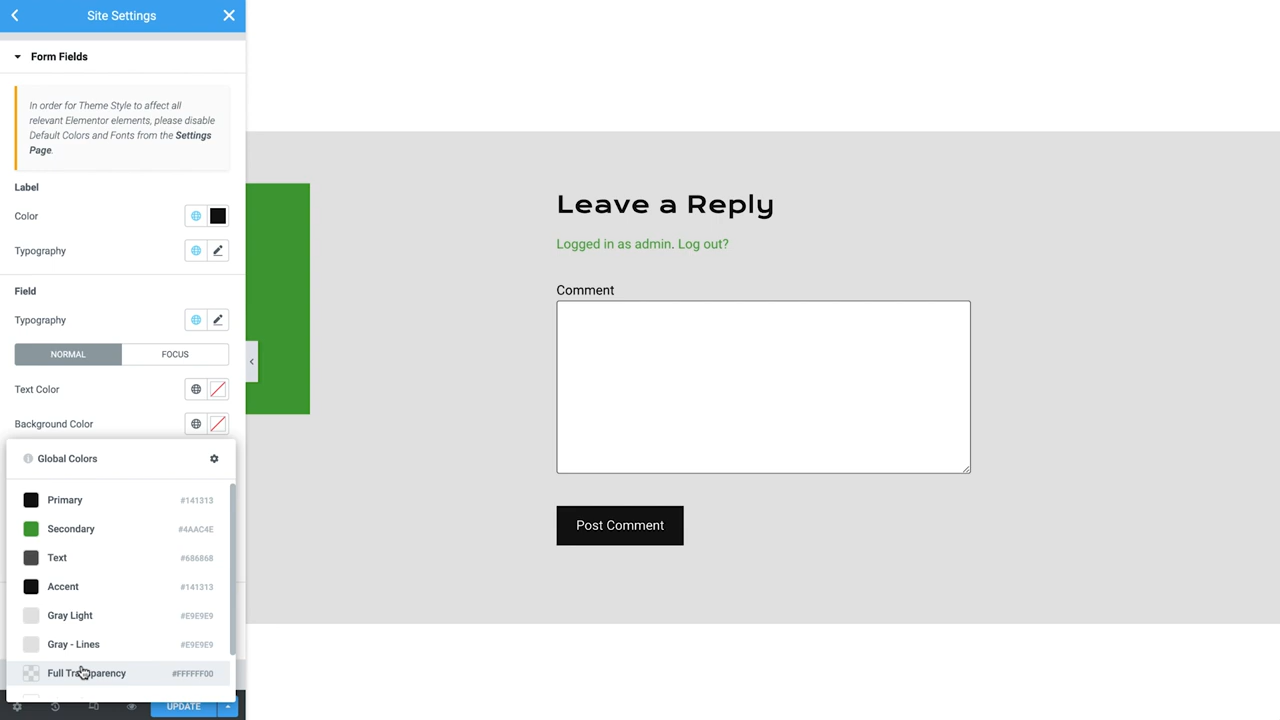 Site Settings
Form Fields
In order for Theme Style to affect all
relevant Elementor elements, please disable
Default Colors and Fonts from the Settings
Page.
Label
Color
Typography
Field
Typography
NORMAL FOCUS
Text Color
Background Color
Global Colors
Primary #141313
Secondary #4AAC4E
Text #686868
Accent #141313
Gray Light #E9E9E9
Gray - Lines #E9E9E9
Full Transparency #FFFFFF00
UPDATE
Leave a Reply
Logged in as admin. Log out?
Comment
Post Comment